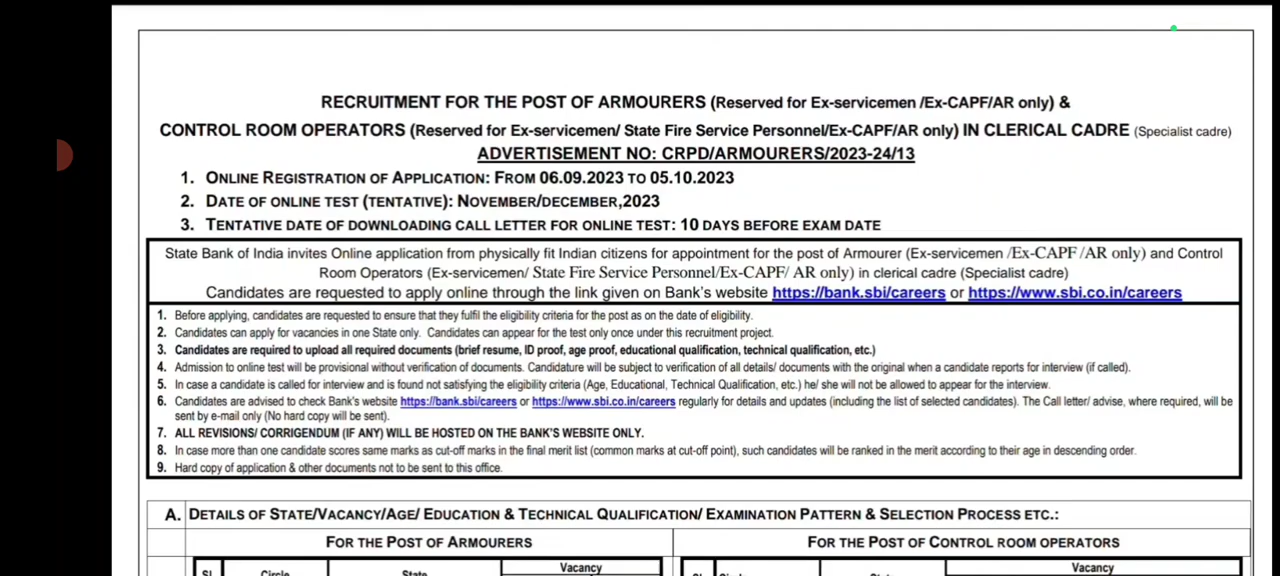 RECRUITMENT FOR THE POST OF ARMOURERS (Reserved for Ex-servicemen /Ex-CAPF/AR only) &
CONTROL ROOM OPERATORS (Reserved for Ex-servicemen/ State Fire Service Personnel/Ex-CAPF/AR only) IN CLERICAL CADRE (Specialist cadre)
ADVERTISEMENT NO: CRPD/ARMOURERS/2023-24/13
1. ONLINE REGISTRATION OF APPLICATION: FROM 06.09.2023 TO 05.10.2023
2. DATE OF ONLINE TEST (TENTATIVE): NOVEMBER/DECEMBER,2023
3. TENTATIVE DATE OF DOWNLOADING CALL LETTER FOR ONLINE TEST: 10 DAYS BEFORE EXAM DATE
State Bank of India invites Online application from physically fit Indian citizens for appointment for the post of Armourer (Ex-servicemen /Ex-CAPF /AR only) and Control
Room Operators (Ex-servicemen/ State Fire Service Personnel/Ex-CAPF/ AR only) in clerical cadre (Specialist cadre)
Candidates are requested to apply online through the link given on Bank's website https://bank.sbi/careers or https://www.sbi.co.in/careers
1. Before applying, candidates are requested to ensure that they fulfil the eligibility criteria for the post as on the date of eligibility.
2. Candidates can apply for vacancies in one State only. Candidates can appear for the test only once under this recruitment project.
3. Candidates are required to upload all required documents (brief resume, ID proof, age proof, educational qualification, technical qualification, etc.)
4. Admission to online test will be provisional without verification of documents. Candidature will be subject to verification of all details/ documents with the original when a candidate reports for interview (if called).
5. In case a candidate is called for interview and is found not satisfying the eligibility criteria (Age, Educational, Technical Qualification, etc.) he/ she will not be allowed to appear for the interview.
6. Candidates are advised to check Bank's website https://bank.sbi/careers or https://www.sbi.co.in/careers regularly for details and updates (including the list of selected candidates). The Call letter/ advise, where required, will be
sent by e-mail only (No hard copy will be sent).
7. ALL REVISIONS/ CORRIGENDUM (IF ANY) WILL BE HOSTED ON THE BANK'S WEBSITE ONLY.
8. In case more than one candidate scores same marks as cut-off marks in the final merit list (common marks at cut-off point), such candidates will be ranked in the merit according to their age in descending order.
9. Hard copy of application & other documents not to be sent to this office.
A. DETAILS OF STATE/VACANCY/AGE/ EDUCATION & TECHNICAL QUALIFICATION/ EXAMINATION PATTERN & SELECTION PROCESS ETC.:
FOR THE POST OF ARMOURERS FOR THE POST OF CONTROL ROOM OPERATORS
Vacancy Vacancy
Circle State